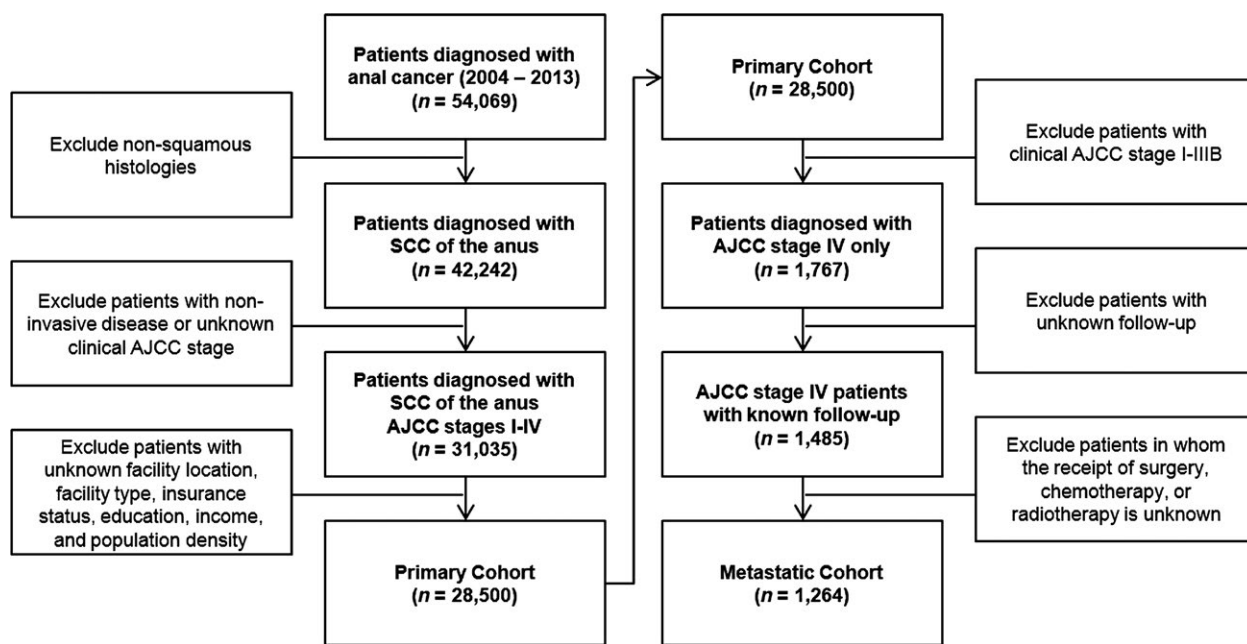 Patients diagnosed with
anal cancer (2004 – 2013)
(n = 54,069)
Exclude non-squamous
histologies
Patients diagnosed with
SCC of the anus
(n = 42,242)
Exclude patients with non-
invasive disease or unknown
clinical AJCC stage
Patients diagnosed with
SCC of the anus
AJCC stages I-IV
(n = 31,035)
Exclude patients with
unknown facility location,
facility type, insurance
status, education, income,
and population density
Primary Cohort
(n = 28,500)
Primary Cohort
(n = 28,500)
Exclude patients with
clinical AJCC stage I-IIIB
Patients diagnosed with
AJCC stage IV only
(n = 1,767)
Exclude patients with
unknown follow-up
AJCC stage IV patients
with known follow-up
(n = 1,485)
Exclude patients in whom
the receipt of surgery,
chemotherapy, or
radiotherapy is unknown
Metastatic Cohort
(n = 1,264)